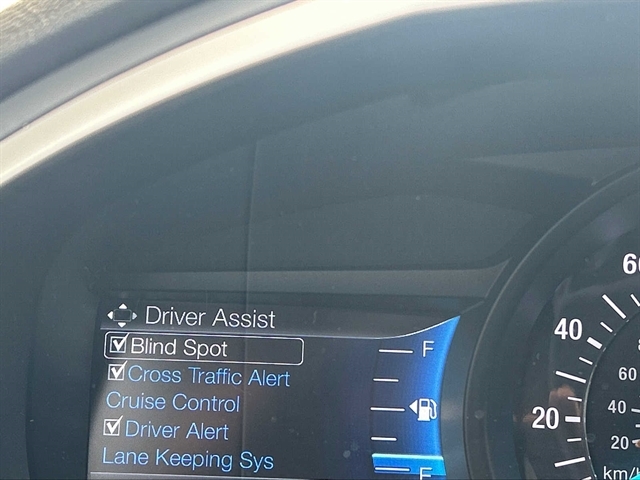 Driver Assist
Blind Spot
Cross Traffic Alert
Cruise Control
Driver Alert
Lane Keeping Sys
F
E
60
40
20
60
40
20
km/h